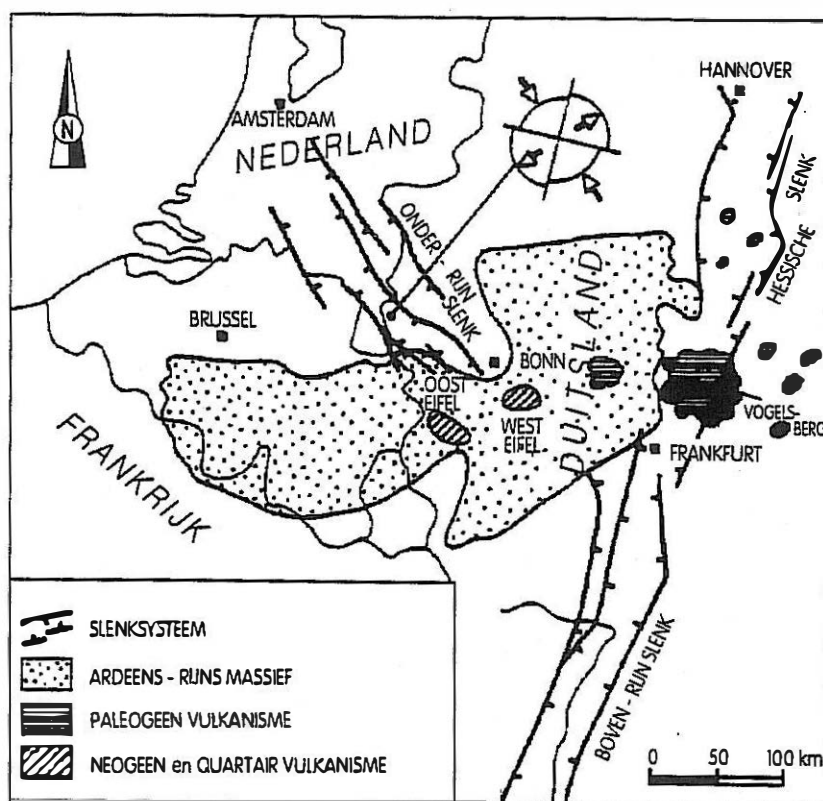 HANNOVER
AMSTERDAM
NEDERLAND
N
ONDER - RIJN
SLENK
HESSISCHE
SLENK
BRUSSEL
BONN
DUITSLAND
OOST
EIFEL
WEST
EIFEL
VOGELS-
BERG
FRANKFURT
FRANKRIJK
BOVEN - RIJN SLENK
SLENKSYSTEEM
ARDEENS - RIJNS MASSIEF
PALEOGEEN VULKANISME
NEOGEEN en QUARTAIR VULKANISME
0 50 100 km